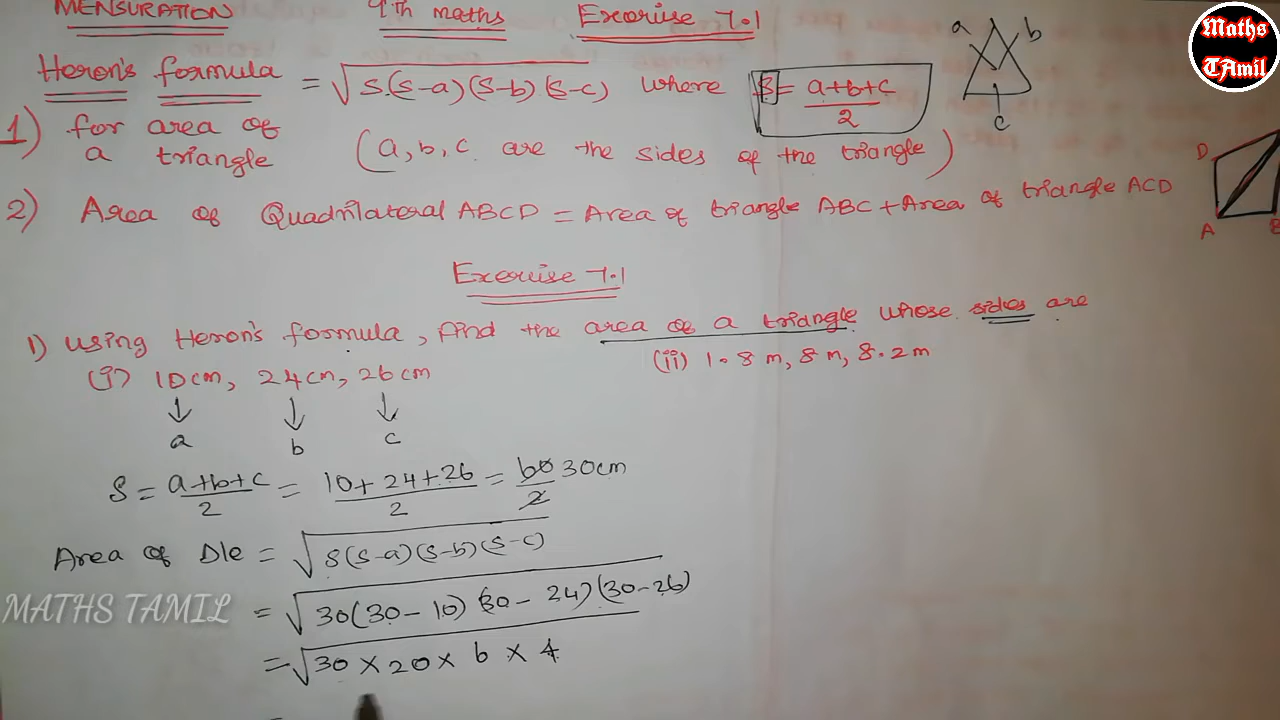 MENSURATION 9th maths Exercise 7.1
Heron's formula = √s(s-a)(s-b)(s-c) where S = a+b+c/2
1) for area of a triangle (a, b, c are the sides of the triangle)
2) Area of Quadrilateral ABCD = Area of triangle ABC + Area of triangle ACD
a b
c
D
A B
Exercise 7.1
1) using Heron's formula, find the area of a triangle whose sides are
(i) 10cm, 24cm, 26cm (ii) 1.8 m, 8 m, 8.2 m
↓ ↓ ↓
a b c
S = a+b+c/2 = 10+24+26/2 = 60/2 30cm
Area of Dle = √s(s-a)(s-b)(s-c)
= √30(30-10)(30-24)(30-26)
= √30 × 20 × 6 × 4
Maths TAmil
MATHS TAMIL